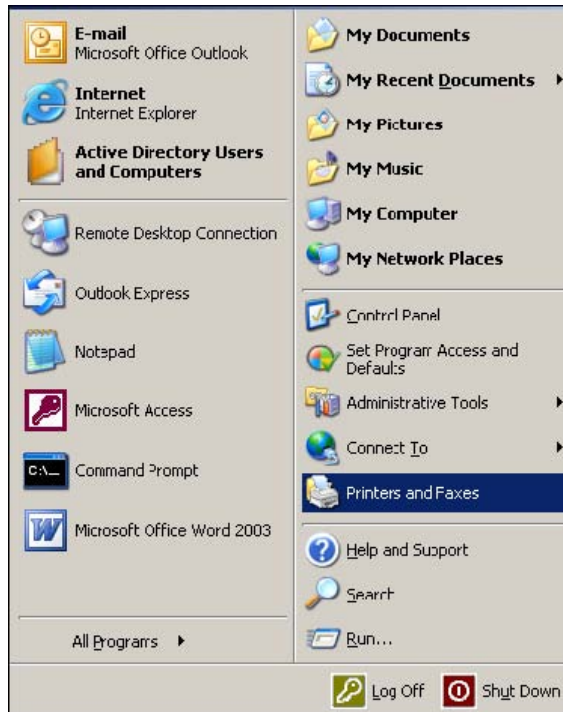 E-mail
Microsoft Office Outlook
Internet
Internet Explorer
Active Directory Users
and Computers
Remote Desktop Connection
Outlook Express
Notepad
Microsoft Access
C:\_
Command Prompt
Microsoft Office Word 2003
All Programs
My Documents
My Recent Documents
My Pictures
My Music
My Computer
My Network Places
Control Panel
Set Program Access and
Defaults
Administrative Tools
Connect To
Printers and Faxes
Help and Support
Search
Run...
Log Off
Shut Down